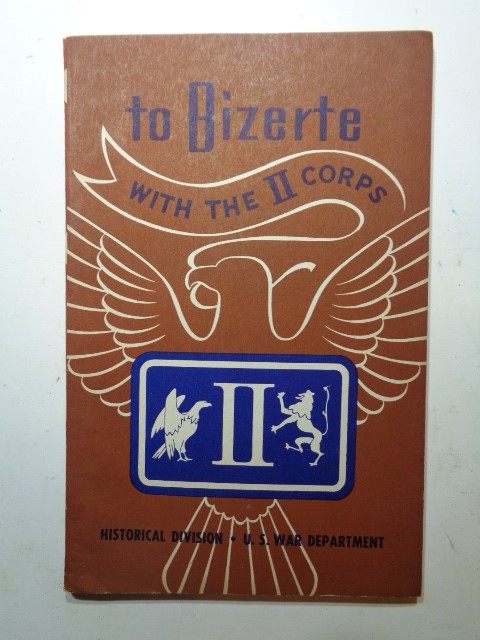 to Bizerte
WITH THE II CORPS
II
HISTORICAL DIVISION • U. S. WAR DEPARTMENT